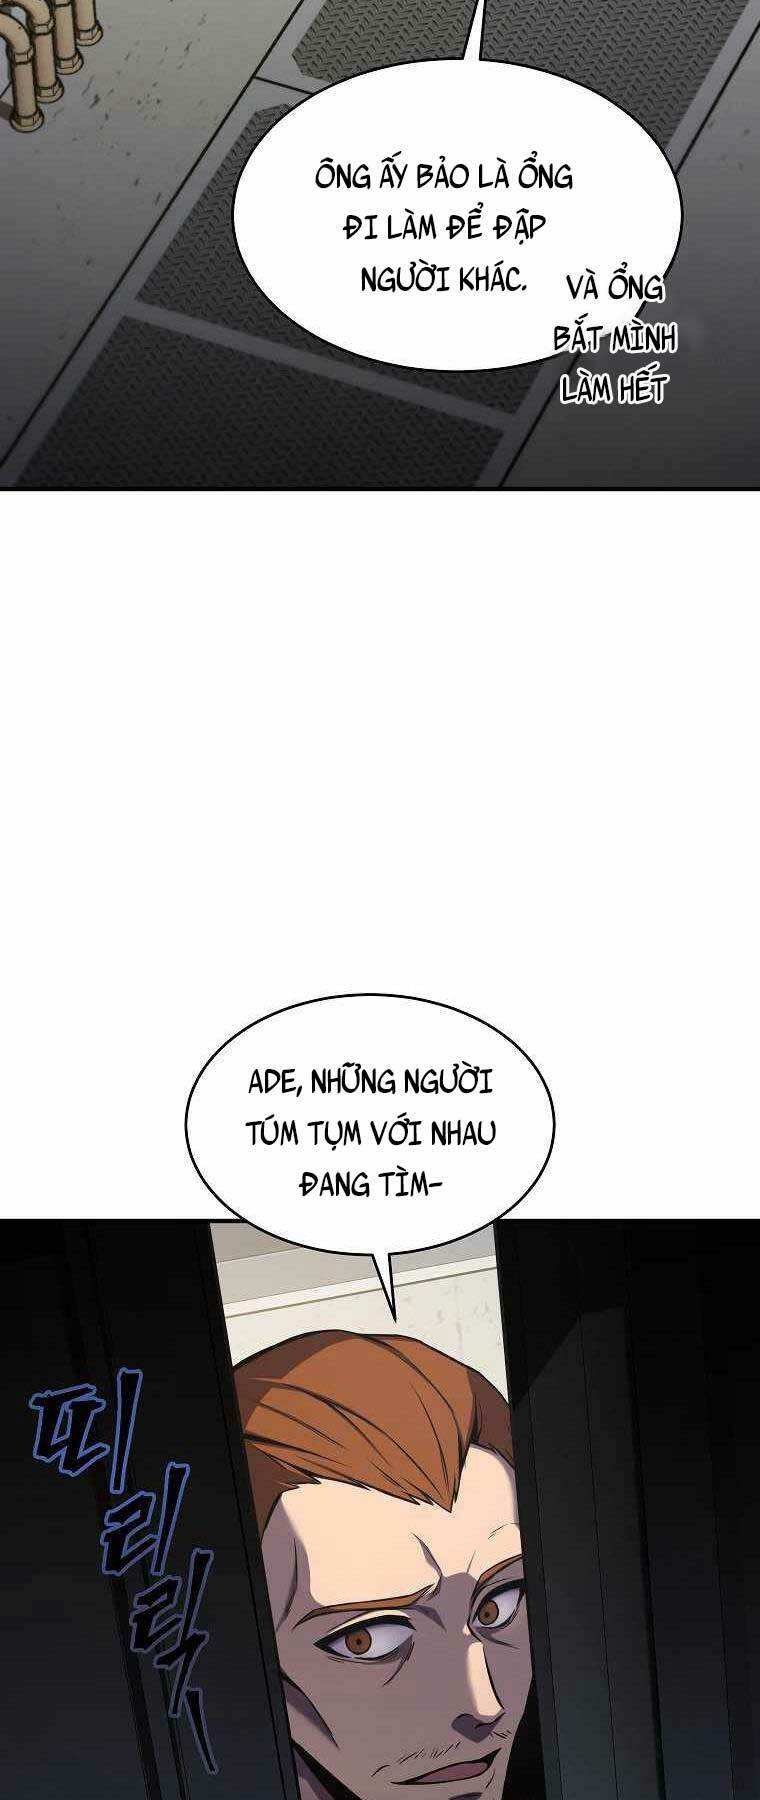 ÔNG ẤY BẢO LÀ ỔNG
ĐI LÀM ĐỂ ĐẬP
NGƯỜI KHÁC.
VÀ ỔNG
BẮT MÌNH
LÀM HẾT
ADE, NHỮNG NGƯỜI
TÚM TỤM VỚI NHAU
ĐANG TÌM-
띠
리
릭